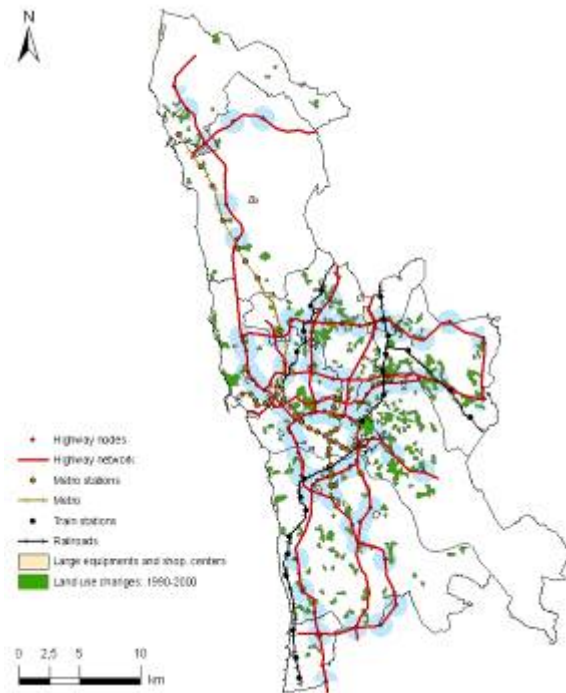 N
Highway nodes
Highway network
Metro stations
Metro
Train stations
Railroads
Large equipments and shop. centers
Land use changes: 1990-2000
0 2,5 5 10
km